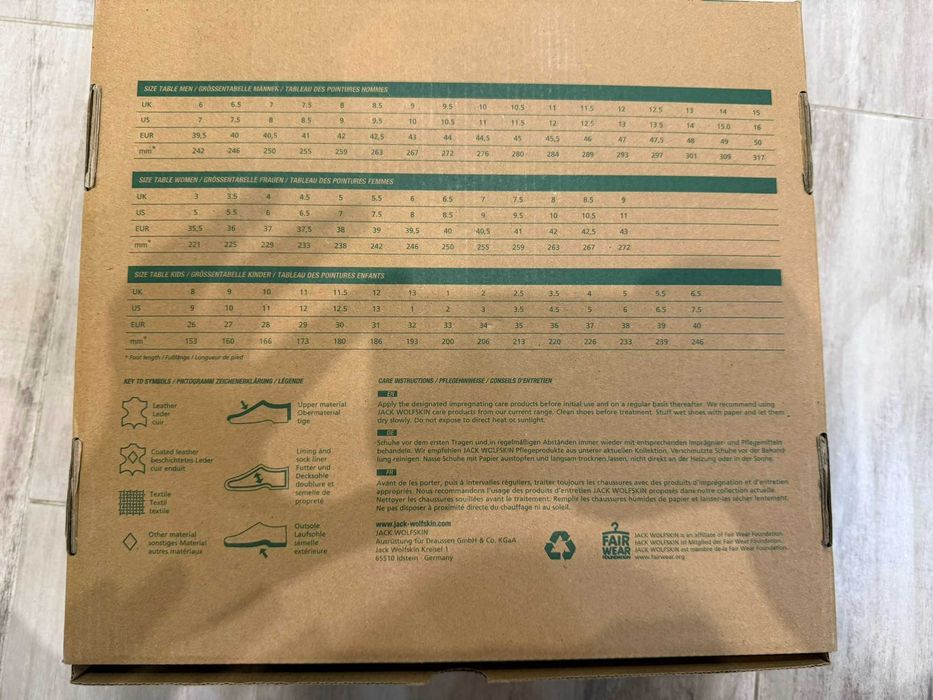 SIZE TABLE MEN / GRÖSSENTABELLE MÄNNER / TABLEAU DES POINTURES HOMMES
UK 6 6.5 7 7.5 8 8.5 9 9.5 10 10.5 11 11.5 12 12.5 13 14 15
US 7 7.5 8 8.5 9 9.5 10 10.5 11 11.5 12 12.5 13 13.5 14 15.0 16
EUR 39,5 40 40,5 41 42 42,5 43 44 44,5 45 45,5 46 47 47,5 48 49 50
mm* 242 246 250 255 259 263 267 272 276 280 284 289 293 297 301 309 317
SIZE TABLE WOMEN / GRÖSSENTABELLE FRAUEN / TABLEAU DES POINTURES FEMMES
UK 3 3.5 4 4.5 5 5.5 6 6.5 7 7.5 8 8.5 9
US 5 5.5 6 6.5 7 7.5 8 8.5 9 9.5 10 10.5 11
EUR 35,5 36 37 37,5 38 39 39,5 40 40,5 41 42 42,5 43
mm* 221 225 229 233 238 242 246 250 255 259 263 267 272
SIZE TABLE KIDS / GRÖSSENTABELLE KINDER / TABLEAU DES POINTURES ENFANTS
UK 8 9 10 11 11.5 12 13 1 2 2.5 3.5 4 5 5.5 6.5
US 9 10 11 12 12.5 13 1 2 3 3.5 4.5 5 6 6.5 7.5
EUR 26 27 28 29 30 31 32 33 34 35 36 37 38 39 40
mm* 153 160 166 173 180 186 193 200 206 213 220 226 233 239 246
* Foot length / Fußlänge / Longueur de pied
KEY TO SYMBOLS / PIKTOGRAMM ZEICHENERKLÄRUNG / LÉGENDE
Leather
Leder
cuir
Upper material
Obermaterial
tige
Coated leather
beschichtetes Leder
cuir enduit
Lining and
sock liner
Futter und
Decksohle
doublure et
semelle de
propreté
Textile
Textil
textile
Other material
sonstiges Material
autres matériaux
Outsole
Laufsohle
semelle
extérieure
CARE INSTRUCTIONS / PFLEGEHINWEISE / CONSEILS D'ENTRETIEN
EN
Apply the designated impregnating care products before initial use and on a regular basis thereafter. We recommend using
JACK WOLFSKIN care products from our current range. Clean shoes before treatment. Stuff wet shoes with paper and let them
dry slowly. Do not expose to direct heat or sunlight.
DE
Schuhe vor dem ersten Tragen und in regelmäßigen Abständen immer wieder mit entsprechenden Imprägnier- und Pflegemitteln
behandeln. Wir empfehlen JACK WOLFSKIN Pflegeprodukte aus unserer aktuellen Kollektion. Verschmutzte Schuhe vor der Behand-
lung reinigen. Nasse Schuhe mit Papier ausstopfen und langsam trocknen lassen, nicht direkt an der Heizung oder in der Sonne.
FR
Avant de les porter, puis à intervalles réguliers, traiter toujours les chaussures avec des produits d'imprégnation et d'entretien
appropriés. Nous recommandons l'usage des produits d'entretien JACK WOLFSKIN proposés dans notre collection actuelle.
Nettoyer les chaussures souillées avant le traitement. Remplir les chaussures humides de papier et laisser-les sécher lentement.
Ne pas disposer à proximité directe du chauffage ni au soleil.
www.jack-wolfskin.com
JACK WOLFSKIN
Ausrüstung für Draussen GmbH & Co. KGaA
Jack Wolfskin Kreisel 1
65510 Idstein · Germany
FAIR
WEAR
FOUNDATION
JACK WOLFSKIN is an affiliate of Fair Wear Foundation.
JACK WOLFSKIN ist Mitglied der Fair Wear Foundation.
JACK WOLFSKIN est membre de la Fair Wear Foundation.
www.fairwear.org